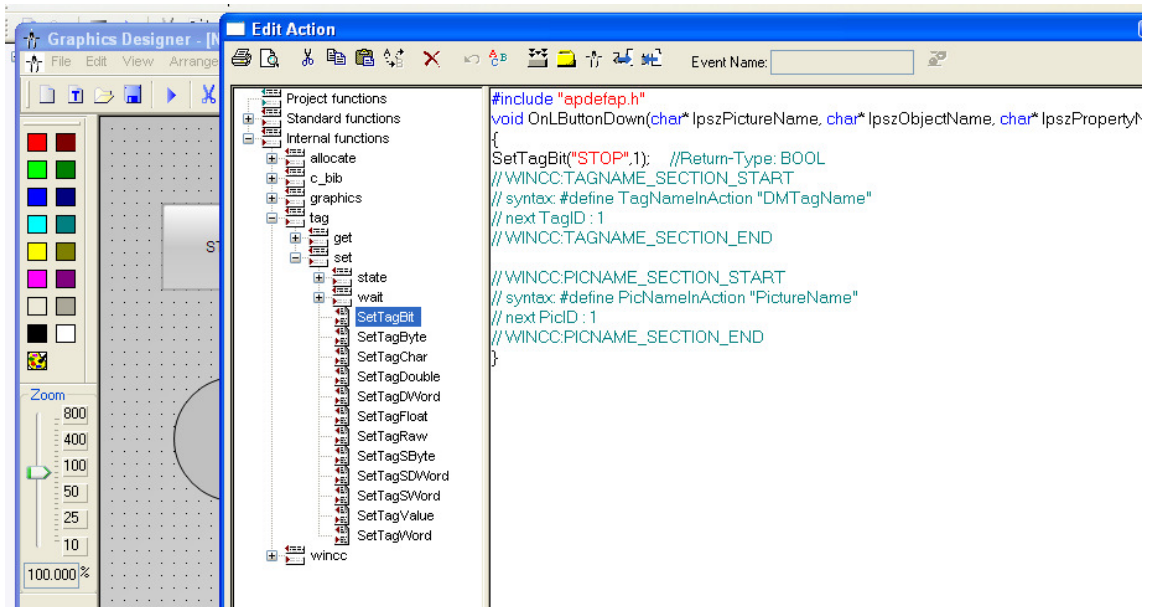 Graphics Designer - [N
File Edit View Arrange
Edit Action
Event Name:
Project functions
Standard functions
Internal functions
allocate
c_bib
graphics
tag
get
set
state
wait
SetTagBit
SetTagByte
SetTagChar
SetTagDouble
SetTagDWord
SetTagFloat
SetTagRaw
SetTagSByte
SetTagSDWord
SetTagSWord
SetTagValue
SetTagWord
wincc
#include "apdefap.h"
void OnLButtonDown(char* lpszPictureName, char* lpszObjectName, char* lpszPropertyN
{
SetTagBit("STOP",1);    //Return-Type: BOOL
// WINCC:TAGNAME_SECTION_START
// syntax: #define TagNameInAction "DMTagName"
// next TagID : 1
// WINCC:TAGNAME_SECTION_END
// WINCC:PICNAME_SECTION_START
// syntax: #define PicNameInAction "PictureName"
// next PicID : 1
// WINCC:PICNAME_SECTION_END
}
ST
Zoom
800
400
100
50
25
10
100.000 %